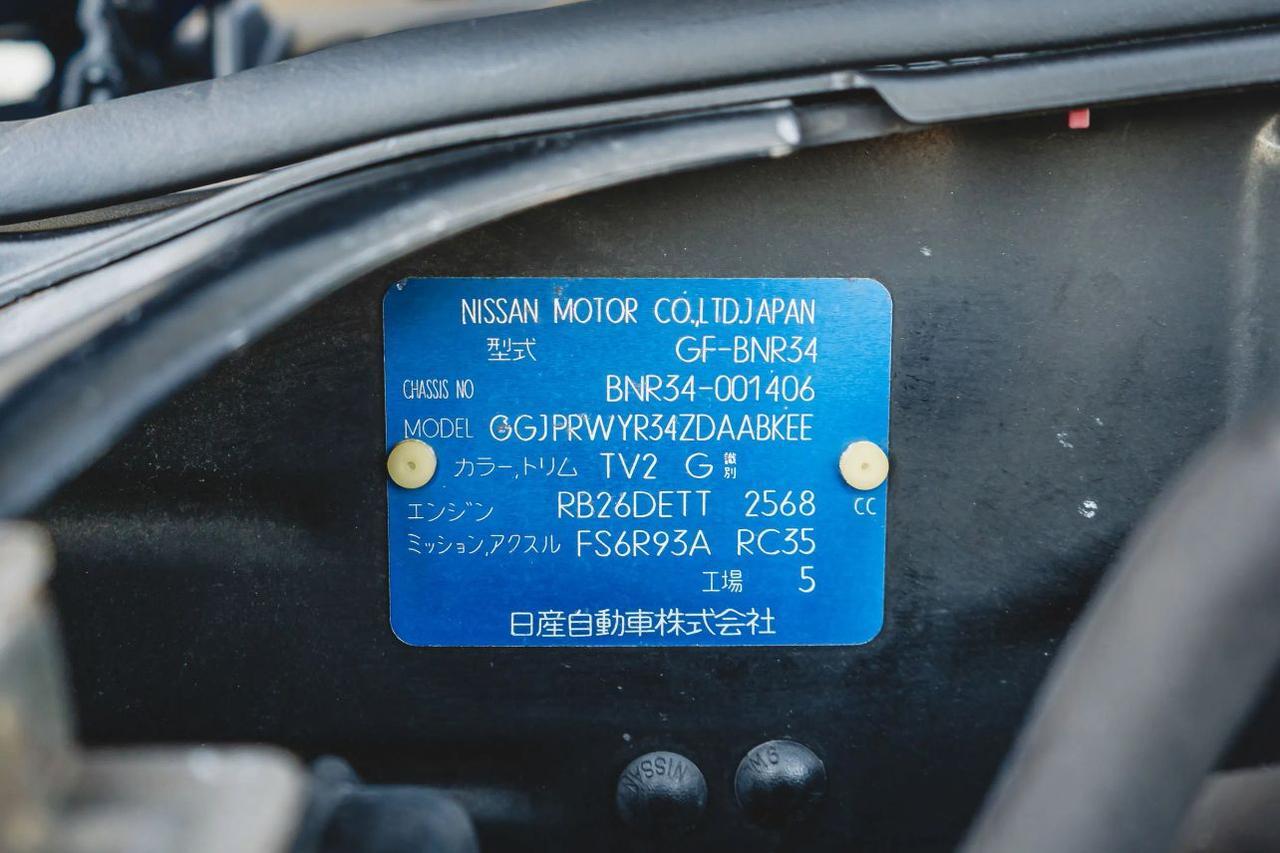 NISSAN MOTOR CO.,LTD.JAPAN
型式 GF-BNR34
CHASSIS NO BNR34-001406
MODEL GGJPRWYR34ZDAABKEE
カラー,トリム TV2 G 識別
エンジン RB26DETT 2568 CC
ミッション,アクスル FS6R93A RC35
工場 5
日産自動車株式会社
NISSAN M6